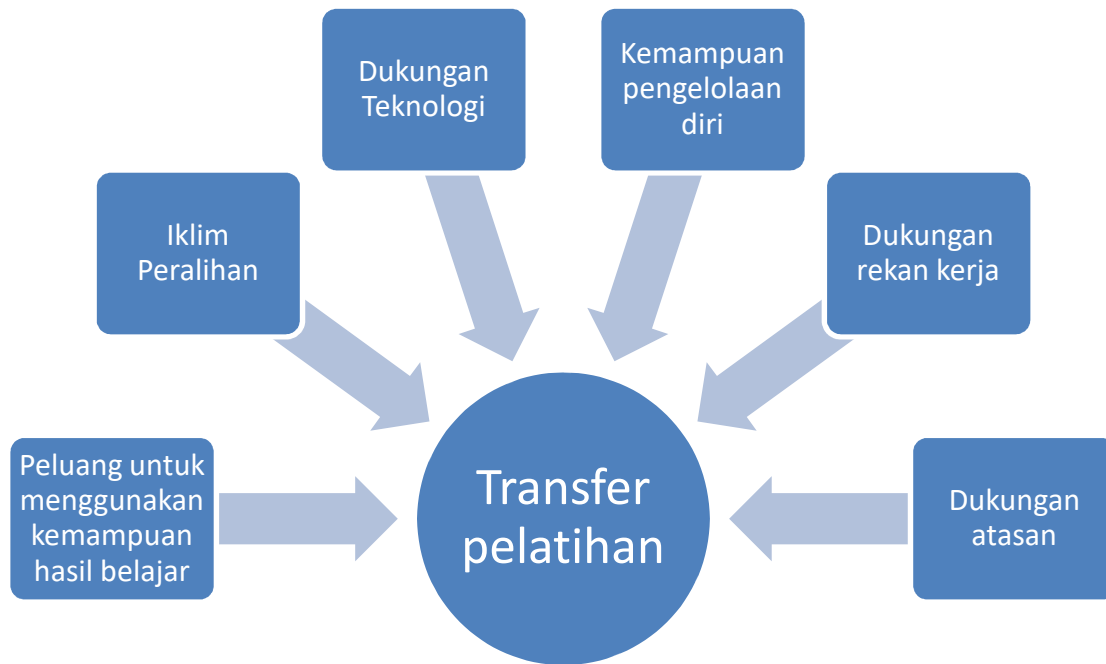 Dukungan
Teknologi
Kemampuan
pengelolaan
diri
Iklim
Peralihan
Dukungan
rekan kerja
Peluang untuk
menggunakan
kemampuan
hasil belajar
Transfer
pelatihan
Dukungan
atasan